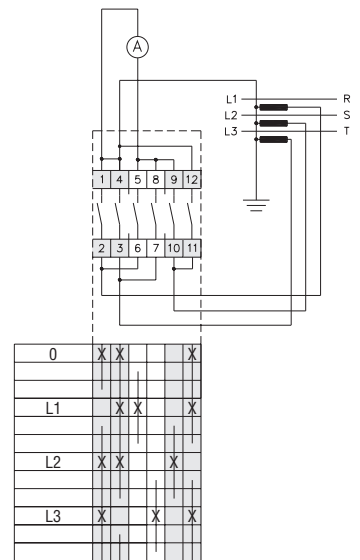 A
L1 R
L2 S
L3 T
1 4 5 8 9 12
2 3 6 7 10 11
0 X X X
L1 X X X
L2 X X X
L3 X X X